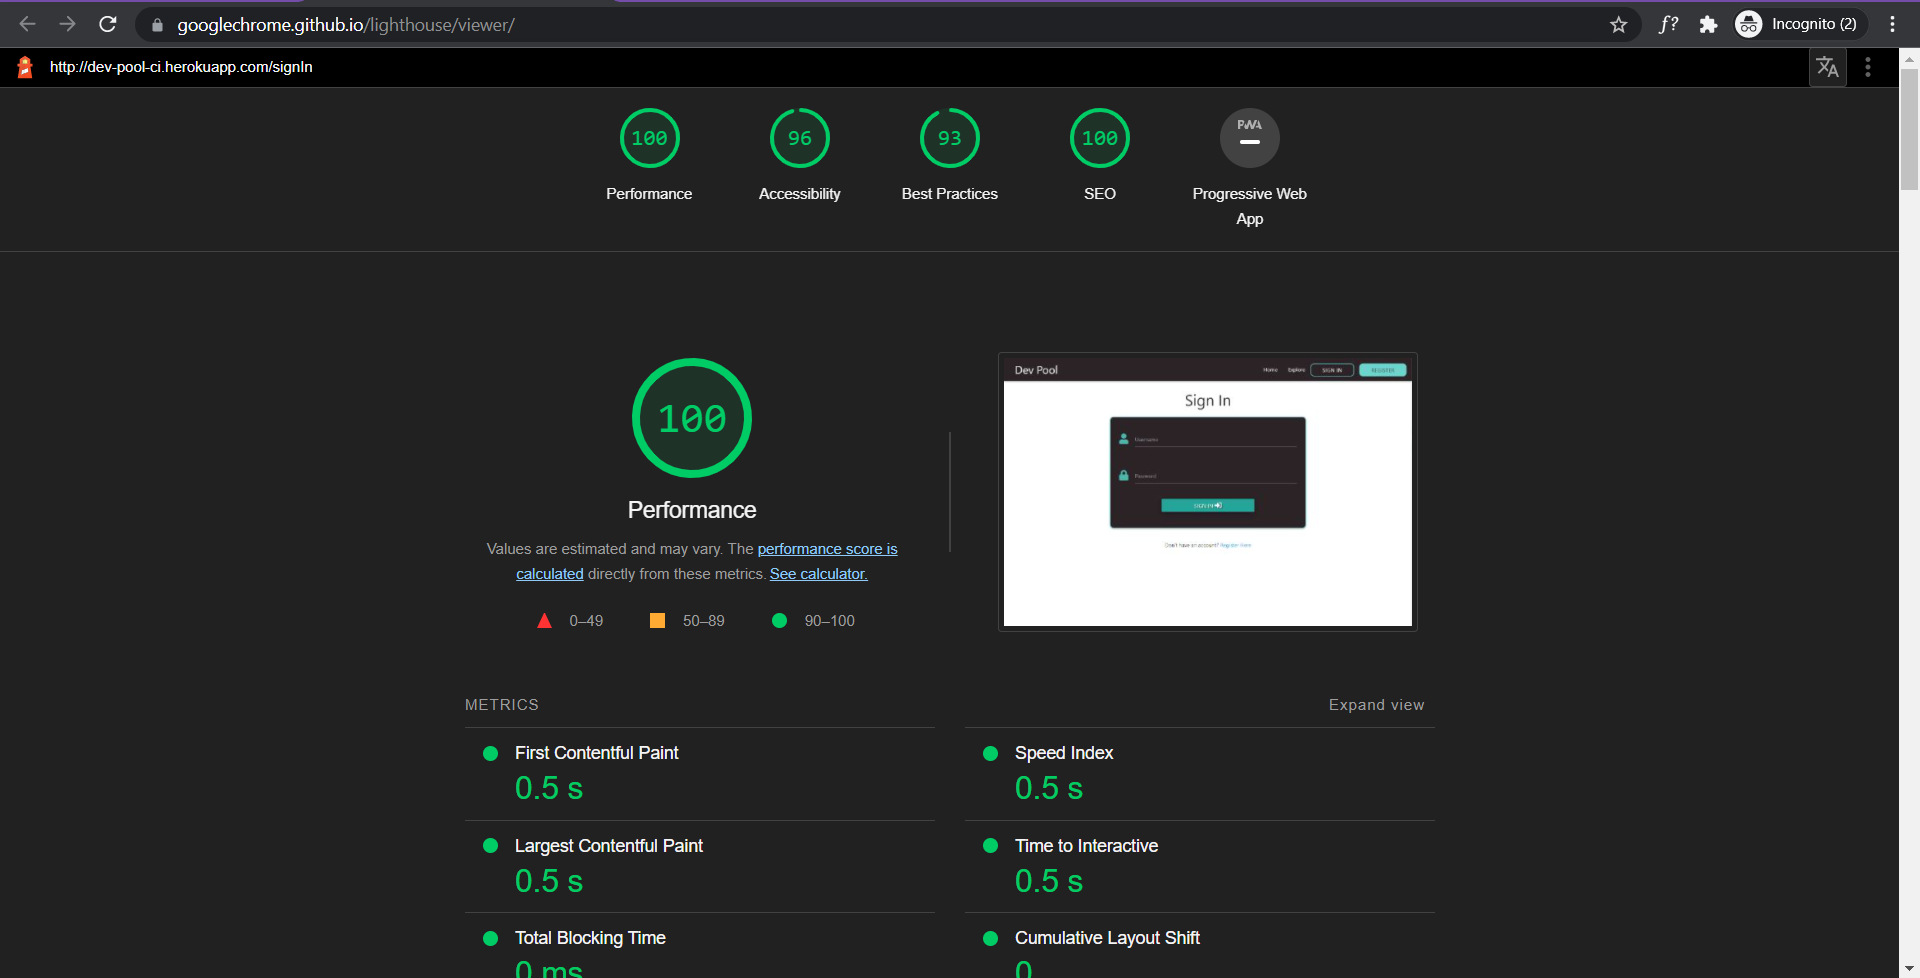 googlechrome.github.io/lighthouse/viewer/
f?
Incognito (2)
http://dev-pool-ci.herokuapp.com/signIn
100
96
93
100
PWA
Performance
Accessibility
Best Practices
SEO
Progressive Web
App
100
Performance
Values are estimated and may vary. The performance score is
calculated directly from these metrics. See calculator.
0–49
50–89
90–100
Dev Pool
Home
Explore
SIGN IN
REGISTER
Sign In
Username
Password
SIGN IN
Don't have an account? Register Here
METRICS
Expand view
First Contentful Paint
0.5 s
Speed Index
0.5 s
Largest Contentful Paint
0.5 s
Time to Interactive
0.5 s
Total Blocking Time
0 ms
Cumulative Layout Shift
0